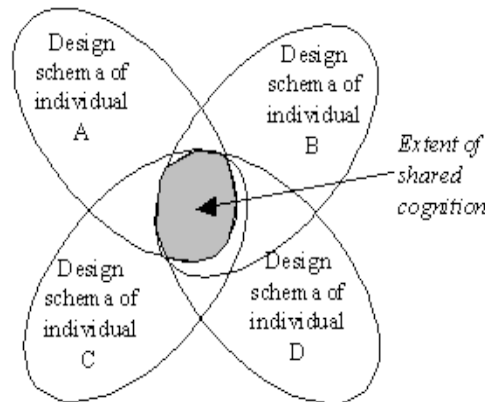 Design
schema of
individual
A
Design
schema of
individual
B
Extent of
shared
cognition
Design
schema of
individual
C
Design
schema of
individual
D